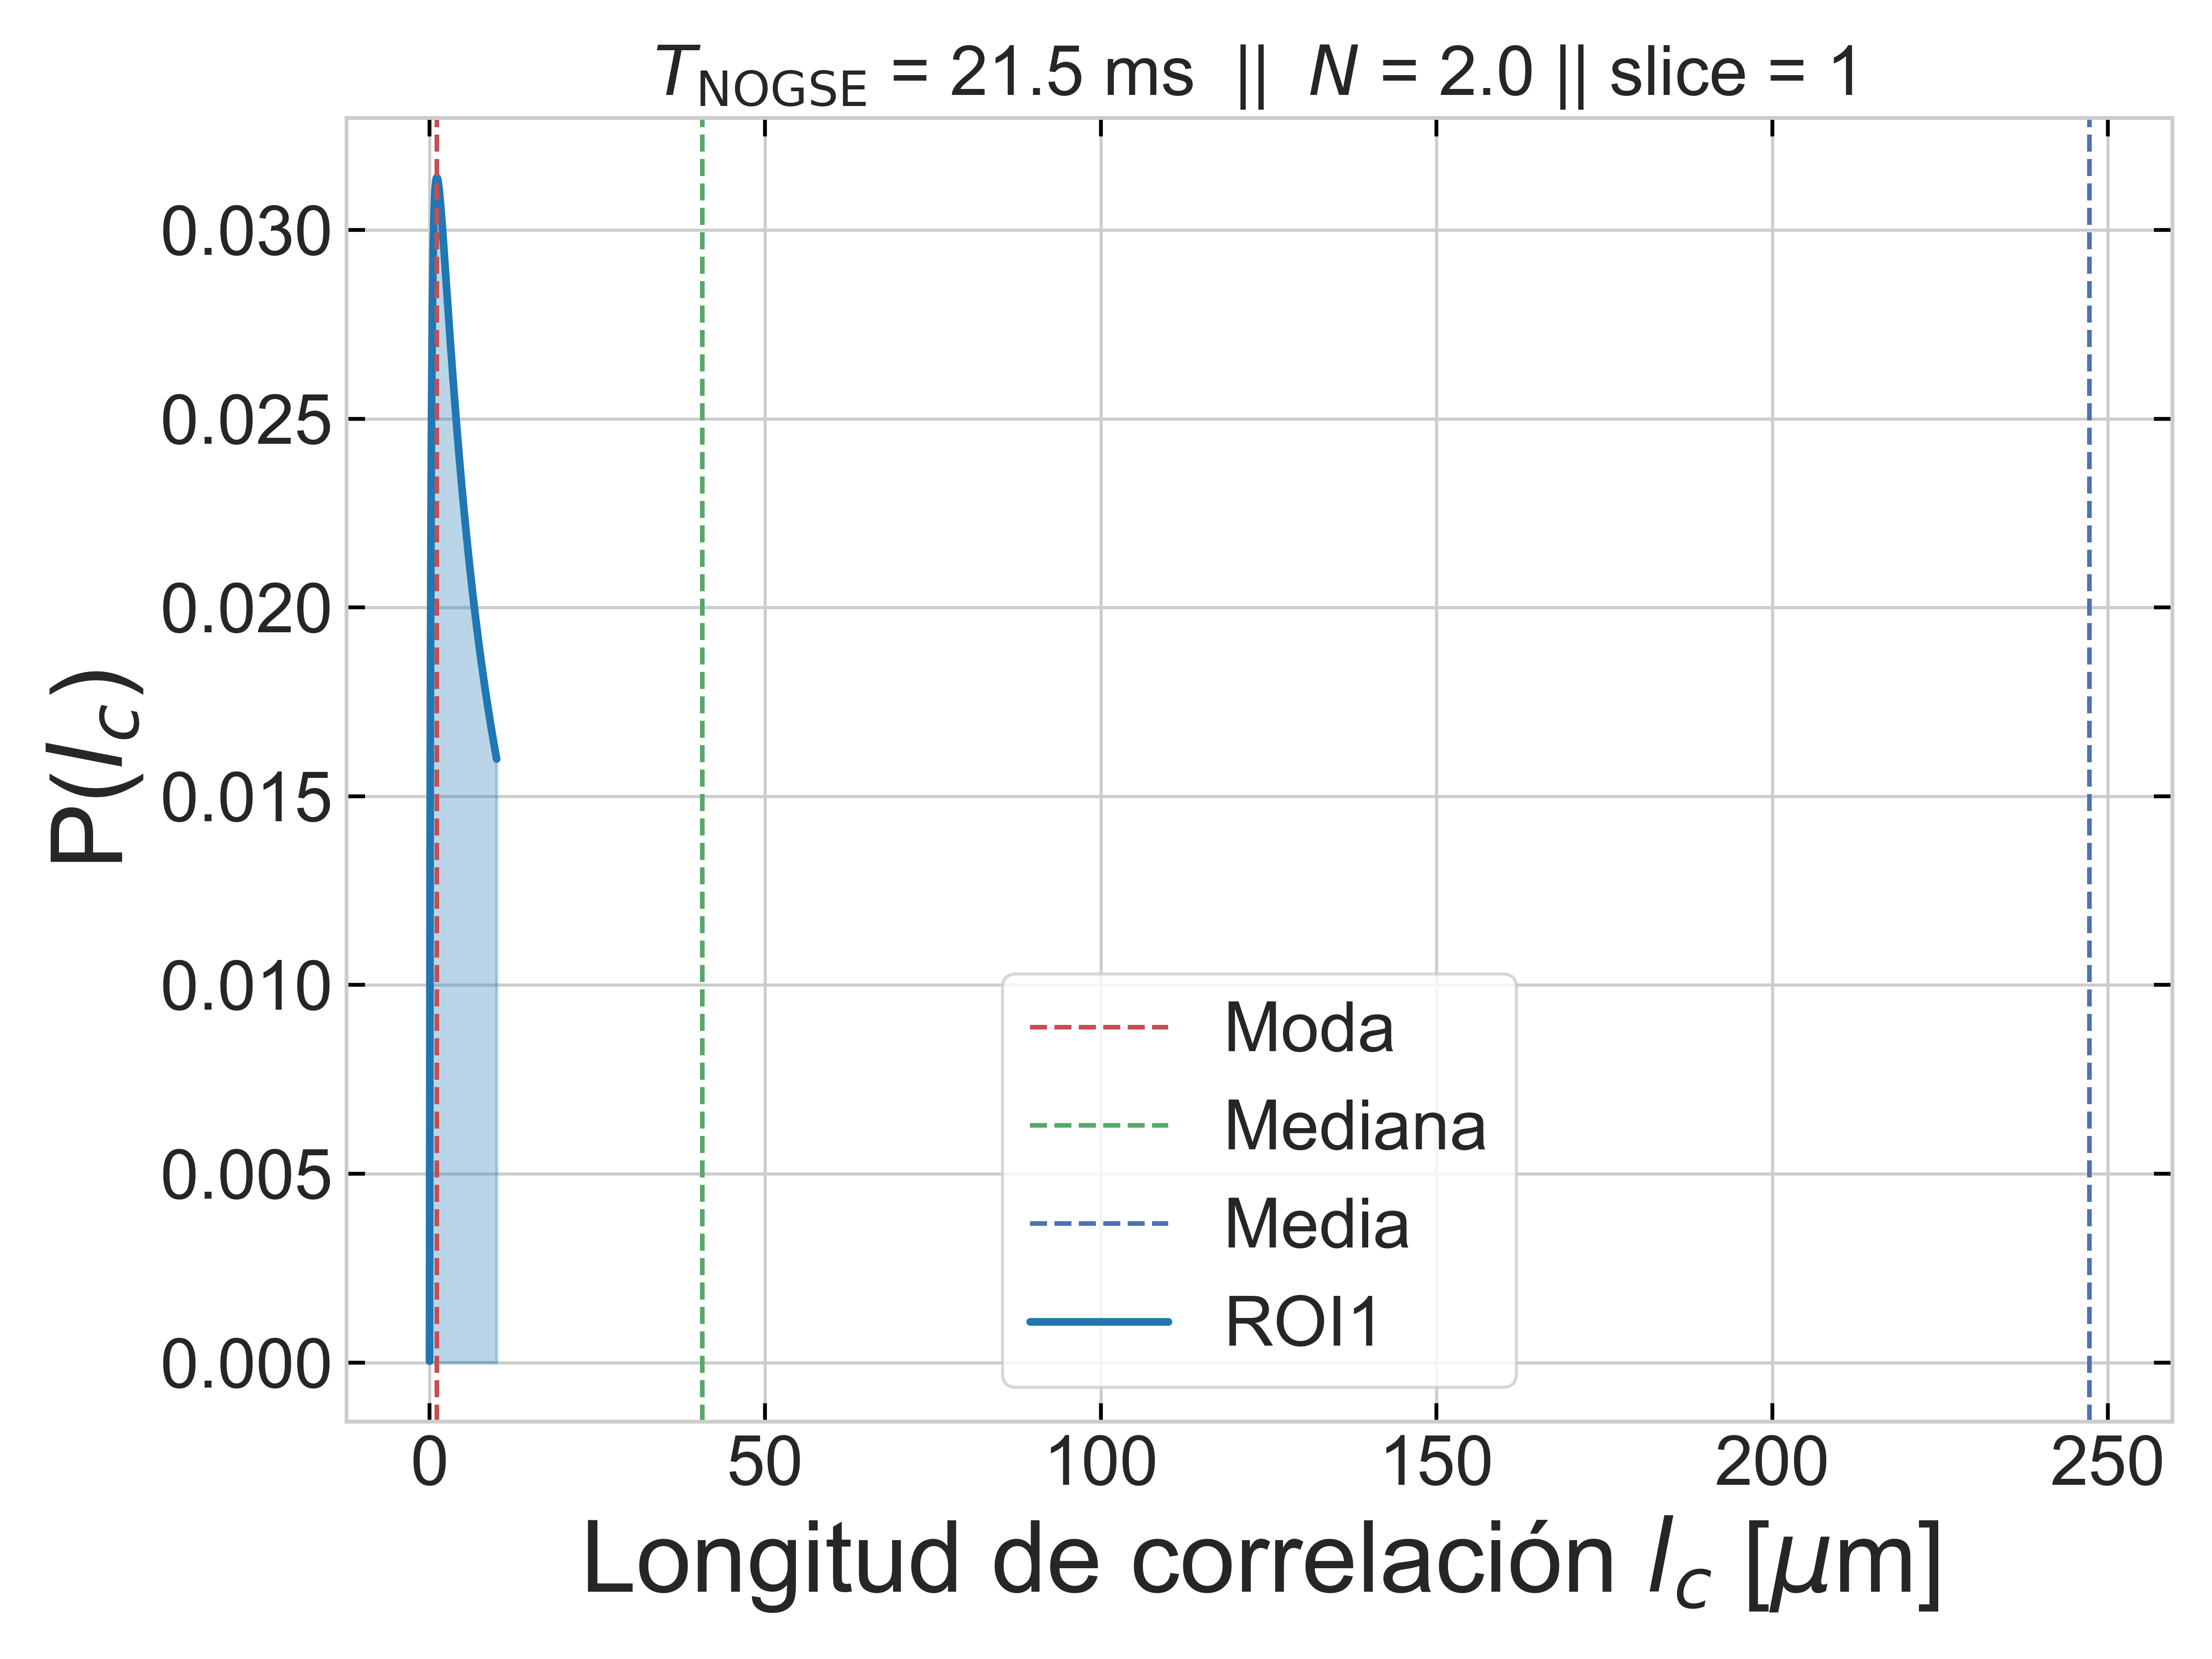 T_NOGSE = 21.5 ms || N = 2.0 || slice = 1
P(l_c)
0.030
0.025
0.020
0.015
0.010
0.005
0.000
Moda
Mediana
Media
ROI1
0 50 100 150 200 250
Longitud de correlación l_c [μm]